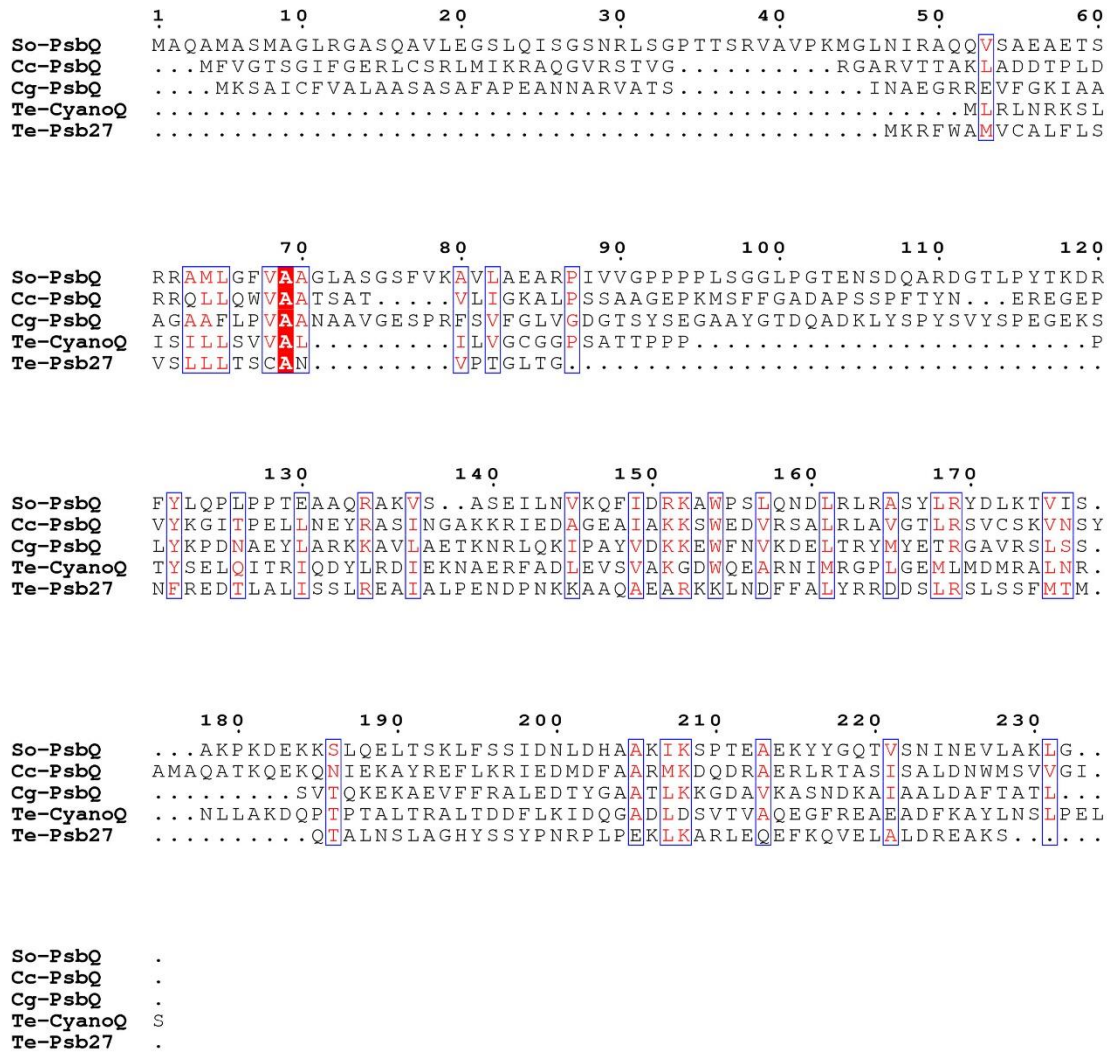 1 10 20 30 40 50 60
So-PsbQ MAQAMASMAGLRGASQAVLEGSLQISGSNRLSGPTTSRVAVPKMGLNIRAQQVSAEAETS
Cc-PsbQ ...MFVGTSGIFGERLCSRLMIKRAQGVRSTVG..........RGARVTTAKLADDTPLD
Cg-PsbQ ....MKSAICFVALAASASAFAPEANNARVATS.................INAEGRREVFGKIAA
Te-CyanoQ ...................................................MLRLNRKSL
Te-Psb27 ..............................................MKRFWAMVCALFLS
70 80 90 100 110 120
So-PsbQ RRAMLGFVAAGLASGSFVKAVLAEARPIVVGPPPPLSGGLPGTENSDQARDGTLPYTKDR
Cc-PsbQ RRQLLQWVAATSAT.....VLIGKALPSSAAGEPKMSFFGADAPSSPFTYN...EREGEP
Cg-PsbQ AGAAFLPVAANAAVGESPRFSVFGLVGDGTSYSEGAAYGTDQADKLYSPYSVYSPEGEKS
Te-CyanoQ ISILLSVVAL.........ILVGCGGPSATTPPP.........................P
Te-Psb27 VSLLLTSCAN.........VPTGLTG..................................
130 140 150 160 170
So-PsbQ FYLQPLPPTEAAQRAKVS..ASEILNVKQFIDRKAWPSLQNDLRLRASYLRYDLKTVIS.
Cc-PsbQ VYKGITPELLNEYRASINGAKKRIEDAGEAIAKKSWEDVRSALRLAVGTLRSVCSKVNSY
Cg-PsbQ LYKPDNAEYLARKKAVLAETKNRLQKIPAYVDKKEWFNVKDELTRYMYETRGAVRSLSS.
Te-CyanoQ TYSELQITRIQDYLRDIEKNAERFADLEVSVAKGDWQEARNIMRGPLGEMLMDMRALNR.
Te-Psb27 NFREDTLALISSLREAIALPENDPNKKAAQAEARKKLNDFFALYRRDDSLRSLSSFMTM.
180 190 200 210 220 230
So-PsbQ ...AKPKDEKKSLQELTSKLFSSIDNLDHAAKIKSPTEAEKYYGQTVSNINEVLAKLG..
Cc-PsbQ AMAQATKQEKQNIEKAYREFLKRIEDMDFAARMKDQDRAERLRTASISALDNWMSVVGI.
Cg-PsbQ .........SVTQKEKAEVFFRALEDTYGAATLKKGDAVKASNDKAIAALDAFTATL...
Te-CyanoQ ...NLLAKDQPTPTALTRALTDDFLKIDQGADLDSVTVAQEGFREAEADFKAYLNSLPEL
Te-Psb27 ..........QTALNSLAGHYSSYPNRPLPEKLKARLEQEFKQVELALDREAKS......
So-PsbQ .
Cc-PsbQ .
Cg-PsbQ .
Te-CyanoQ S
Te-Psb27 .